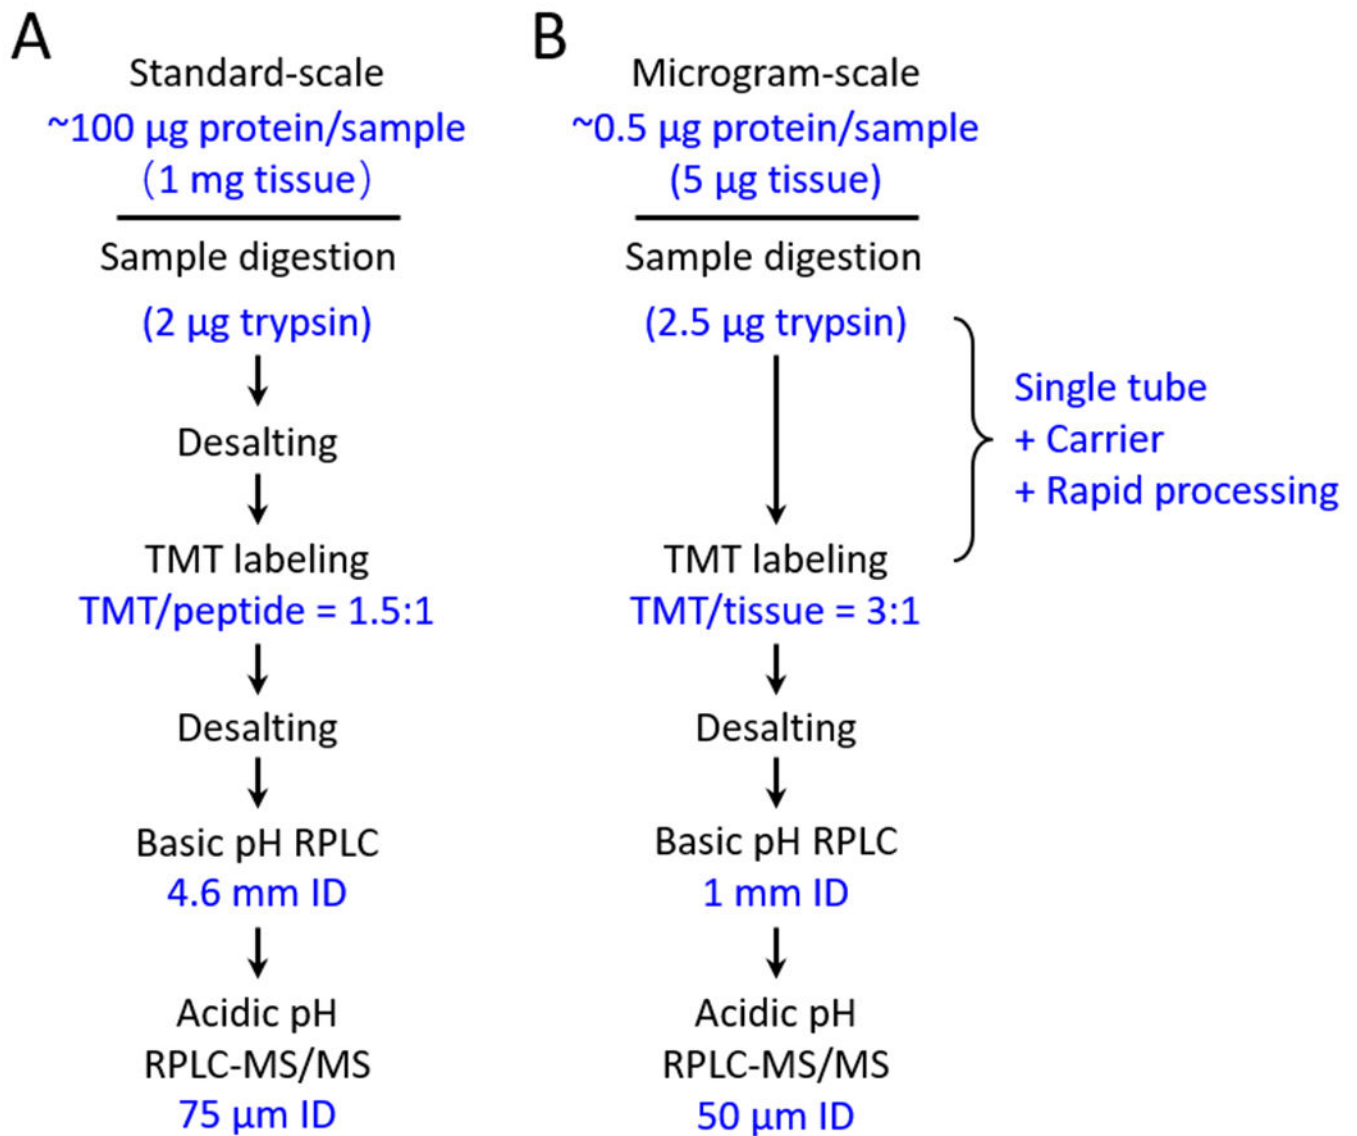 A
Standard-scale
~100 µg protein/sample
（1 mg tissue）
Sample digestion
(2 µg trypsin)
Desalting
TMT labeling
TMT/peptide = 1.5:1
Desalting
Basic pH RPLC
4.6 mm ID
Acidic pH
RPLC-MS/MS
75 µm ID
B
Microgram-scale
~0.5 µg protein/sample
(5 µg tissue)
Sample digestion
(2.5 µg trypsin)
Single tube
+ Carrier
+ Rapid processing
TMT labeling
TMT/tissue = 3:1
Desalting
Basic pH RPLC
1 mm ID
Acidic pH
RPLC-MS/MS
50 µm ID